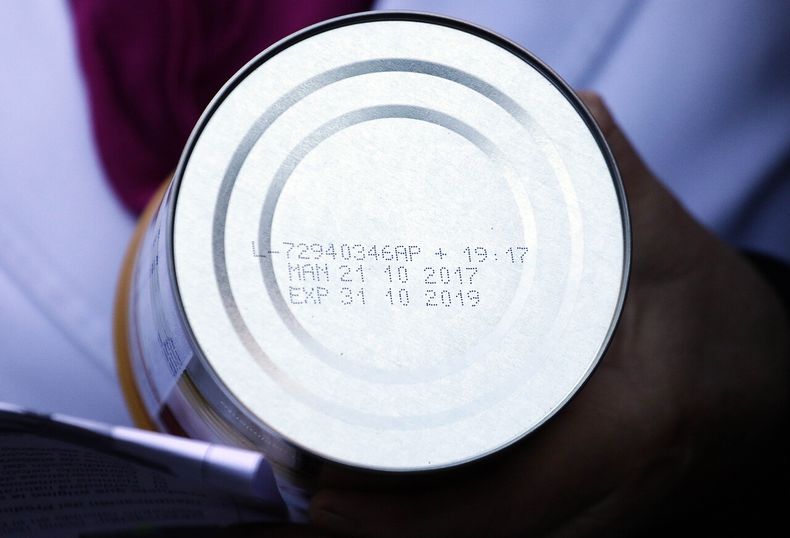 L-72940346AP + 19:17
MAN 21 10 2017
EXP 31 10 2019